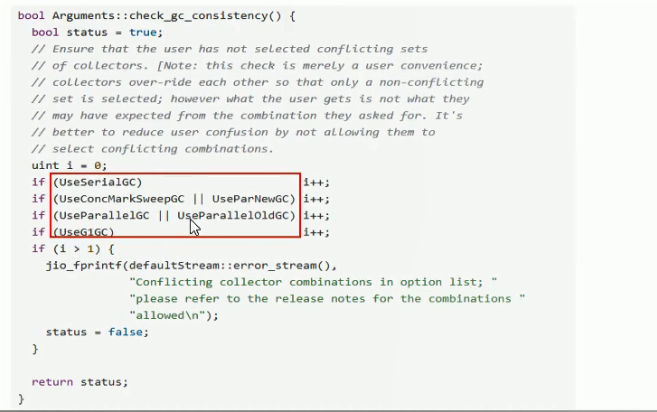 bool Arguments::check_gc_consistency() {
bool status = true;
// Ensure that the user has not selected conflicting sets
// of collectors. [Note: this check is merely a user convenience;
// collectors over-ride each other so that only a non-conflicting
// set is selected; however what the user gets is not what they
// may have expected from the combination they asked for. It's
// better to reduce user confusion by not allowing them to
// select conflicting combinations.
uint i = 0;
if (UseSerialGC) i++;
if (UseConcMarkSweepGC || UseParNewGC) i++;
if (UseParallelGC || UseParallelOldGC) i++;
if (UseG1GC) i++;
if (i > 1) {
jio_fprintf(defaultStream::error_stream(),
"Conflicting collector combinations in option list; "
"please refer to the release notes for the combinations "
"allowed\n");
status = false;
}
return status;
}